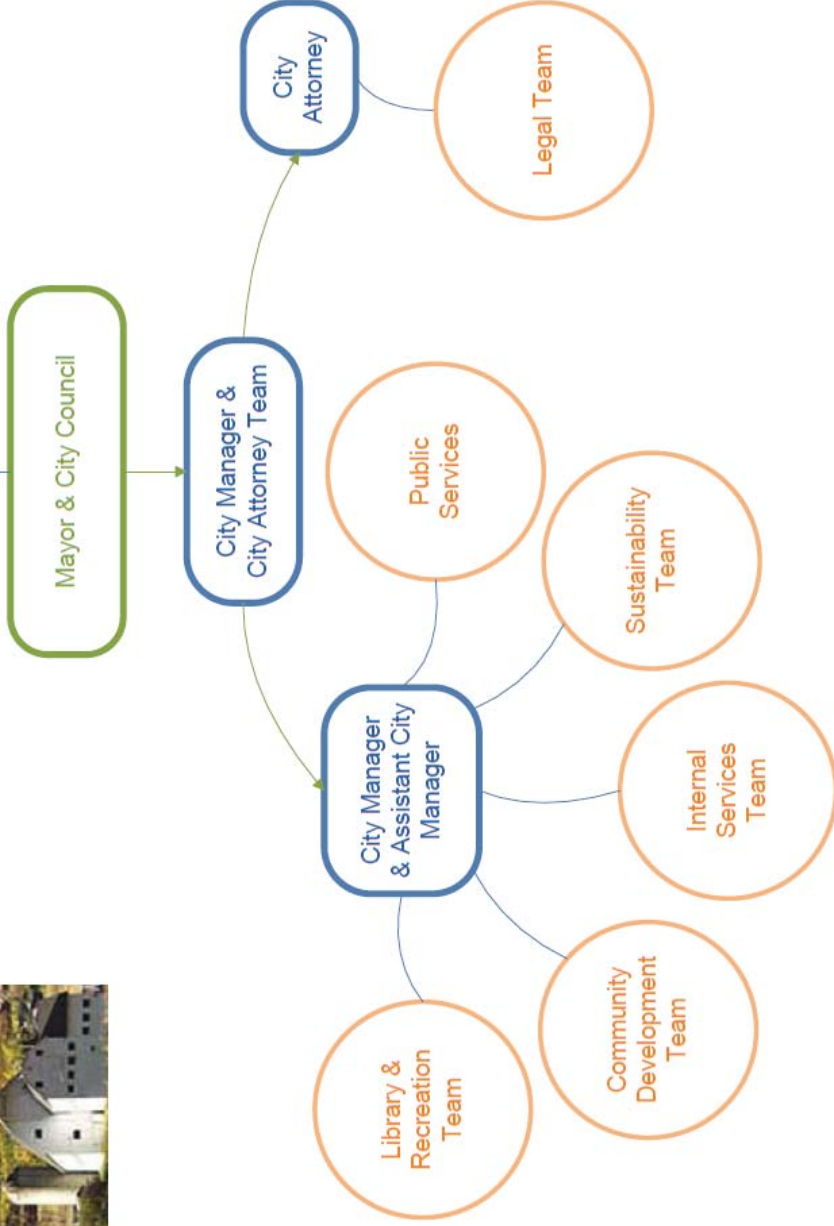 Mayor & City Council
City Manager &
City Attorney Team
City Manager
& Assistant City
Manager
City
Attorney
Library &
Recreation
Team
Community
Development
Team
Internal
Services
Team
Sustainability
Team
Public
Services
Legal Team